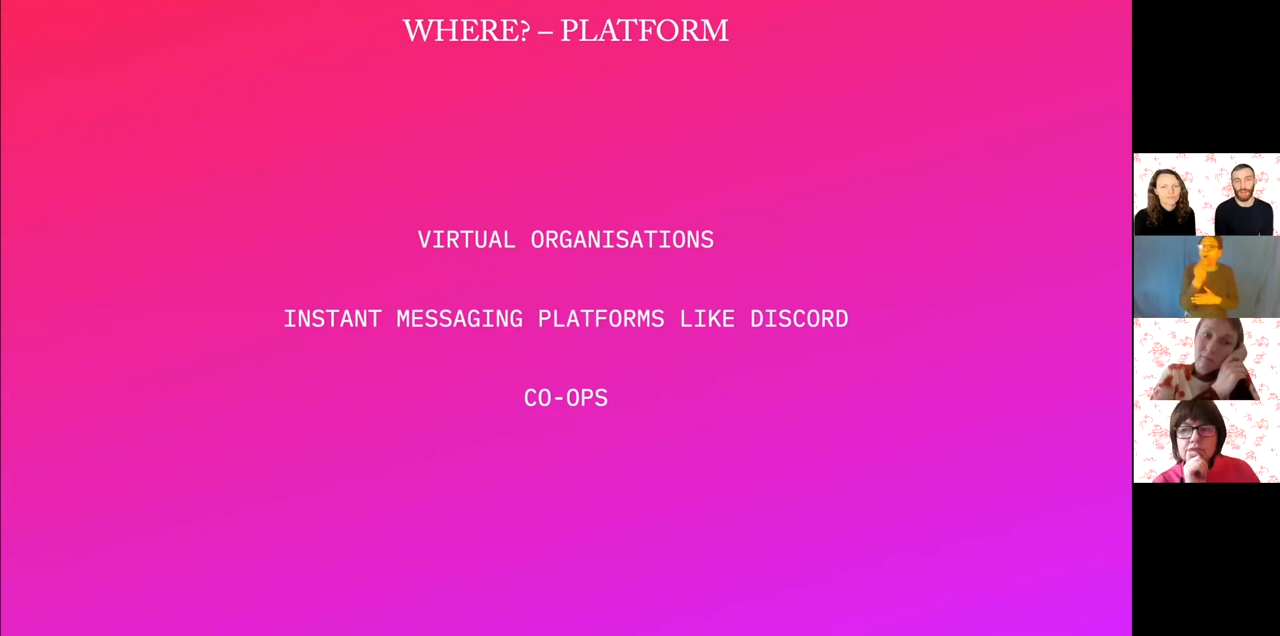 WHERE? – PLATFORM
VIRTUAL ORGANISATIONS
INSTANT MESSAGING PLATFORMS LIKE DISCORD
CO-OPS